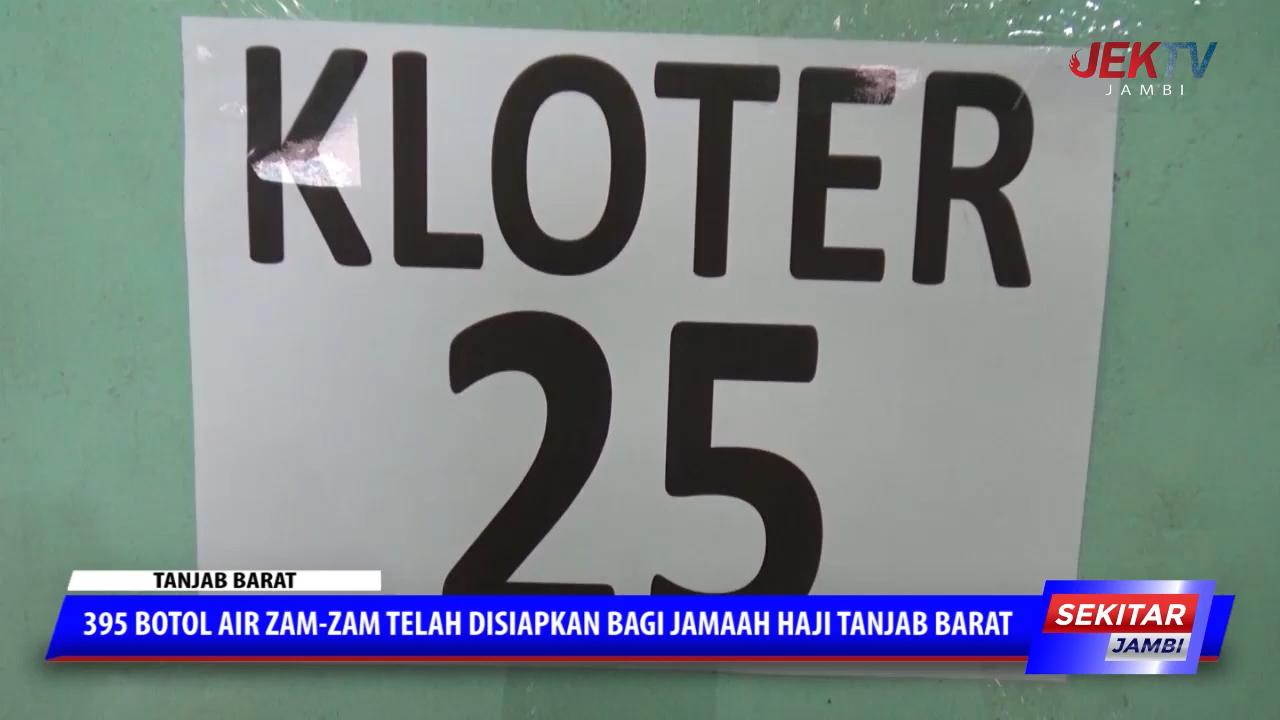 JEKTV
JAMBI
KLOTER
25
TANJAB BARAT
395 BOTOL AIR ZAM-ZAM TELAH DISIAPKAN BAGI JAMAAH HAJI TANJAB BARAT
SEKITAR
JAMBI